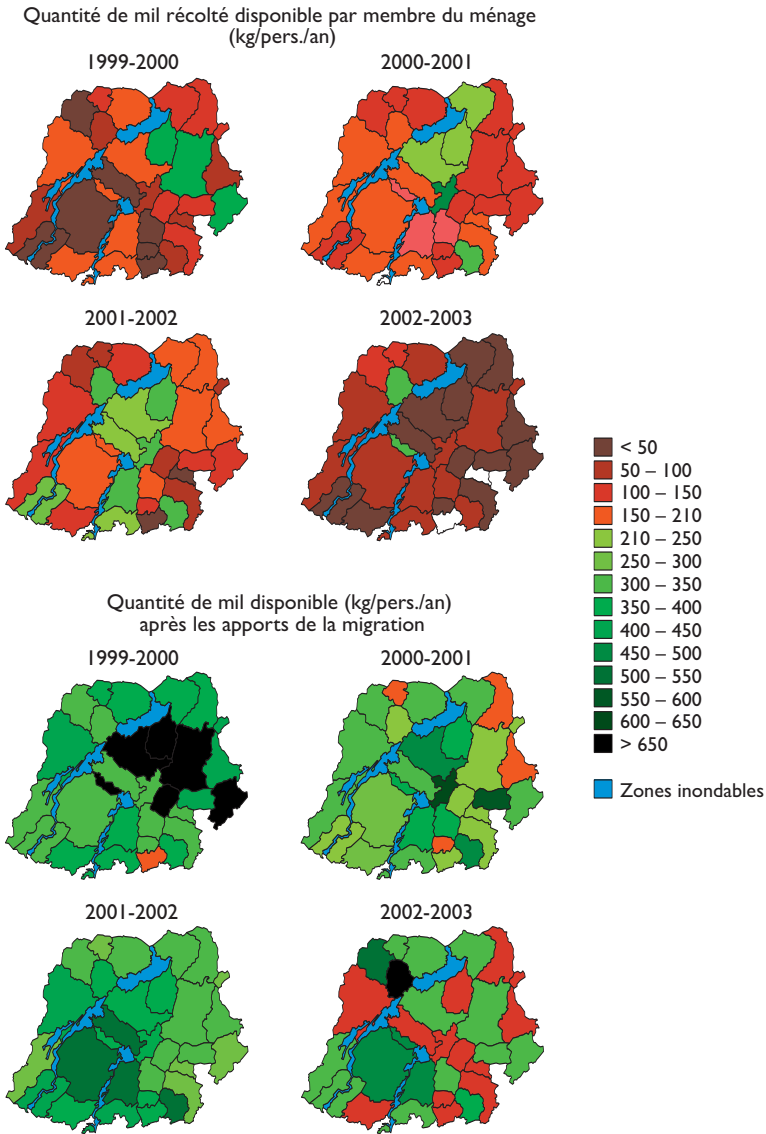 Quantité de mil récolté disponible par membre du ménage
(kg/pers./an)
1999-2000
2000-2001
2001-2002
2002-2003
< 50
50 – 100
100 – 150
150 – 210
210 – 250
250 – 300
300 – 350
350 – 400
400 – 450
450 – 500
500 – 550
550 – 600
600 – 650
> 650
Zones inondables
Quantité de mil disponible (kg/pers./an)
après les apports de la migration
1999-2000
2000-2001
2001-2002
2002-2003